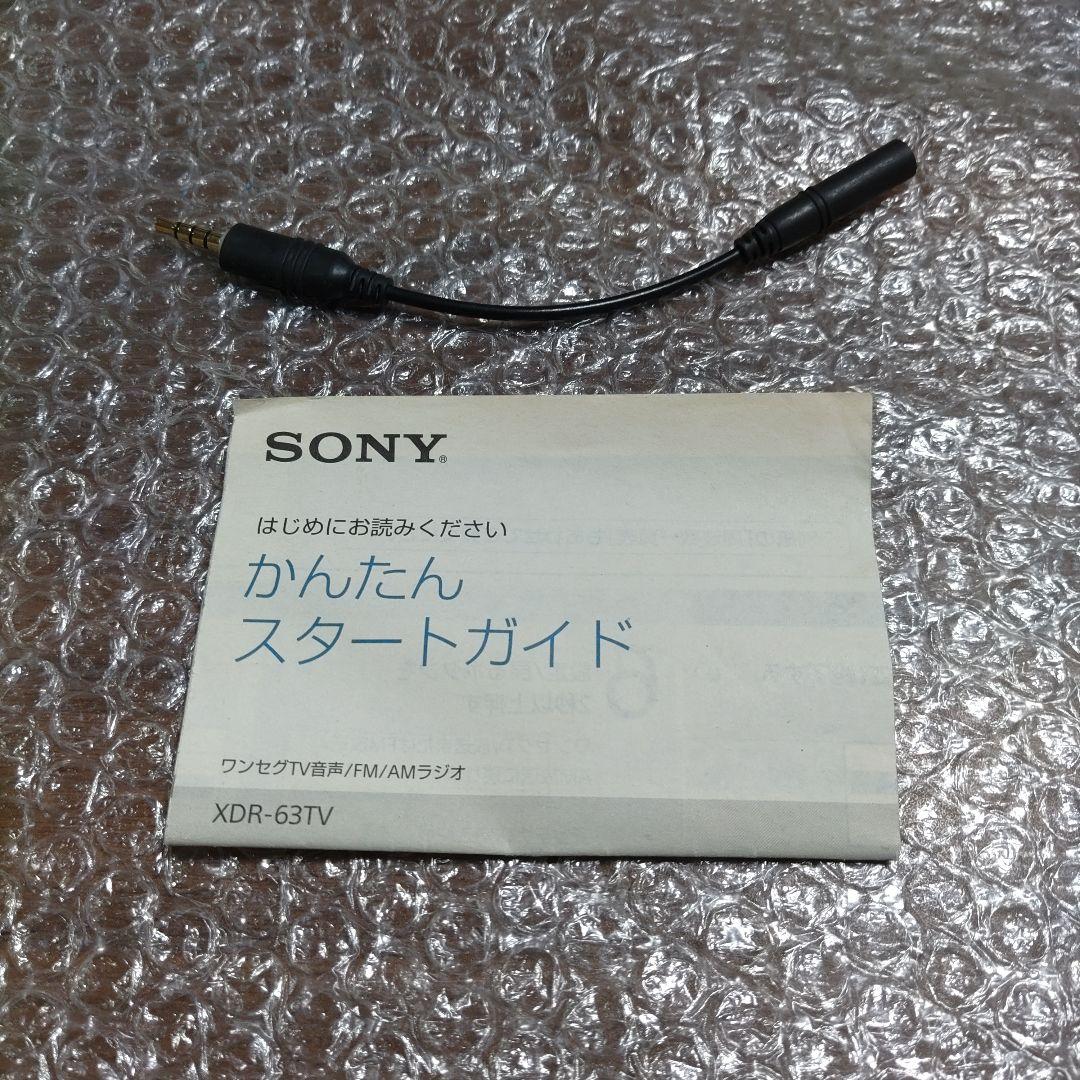 SONY®
はじめにお読みください
かんたん
スタートガイド
ワンセグTV音声/FM/AMラジオ
XDR-63TV